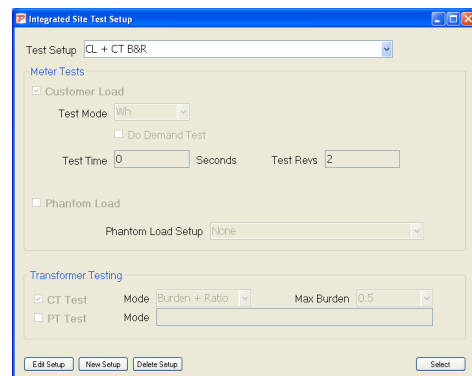 Integrated Site Test Setup
Test Setup CL + CT B&R
Meter Tests
Customer Load
Test Mode Wh
Do Demand Test
Test Time 0 Seconds Test Revs 2
Phantom Load
Phantom Load Setup None
Transformer Testing
CT Test Mode Burden + Ratio Max Burden 0.5
PT Test Mode
Edit Setup New Setup Delete Setup Select